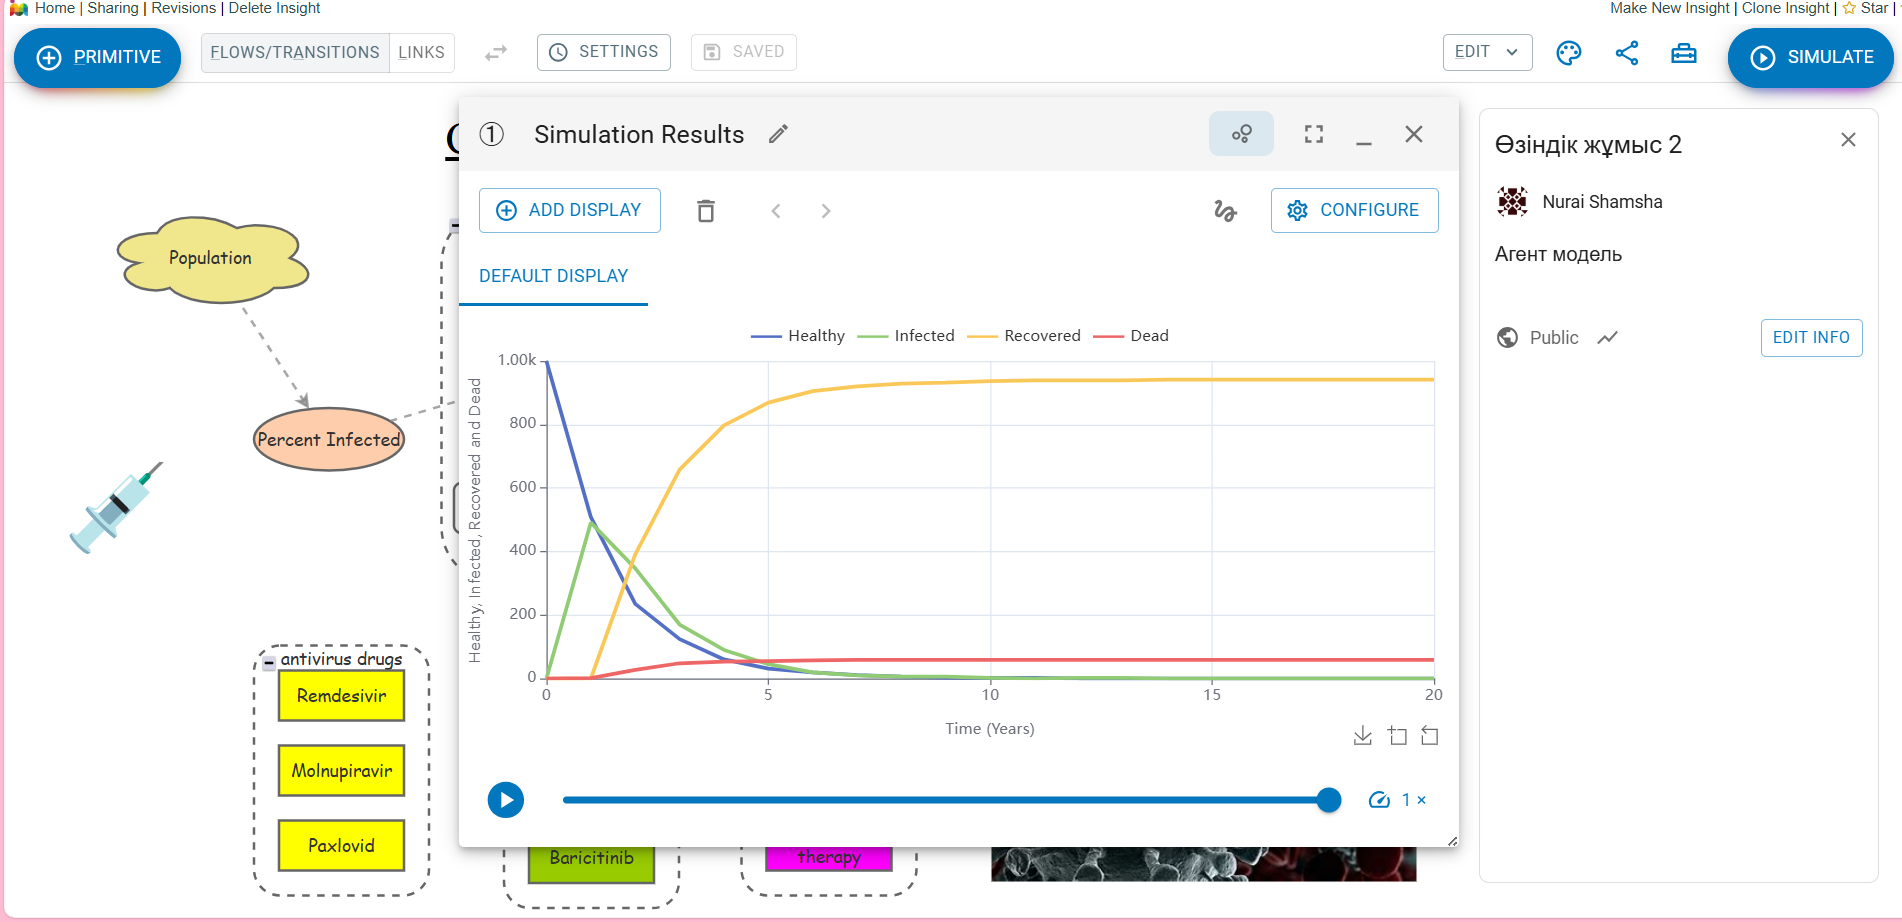 Home | Sharing | Revisions | Delete Insight
Make New Insight | Clone Insight | Star |
PRIMITIVE
FLOWS/TRANSITIONS
LINKS
SETTINGS
SAVED
EDIT
SIMULATE
1 Simulation Results
ADD DISPLAY
CONFIGURE
DEFAULT DISPLAY
Healthy
Infected
Recovered
Dead
Healthy, Infected, Recovered and Dead
1.00k
800
600
400
200
0
0
5
10
15
20
Time (Years)
1 ×
Өзіндік жұмыс 2
Nurai Shamsha
Агент модель
Public
EDIT INFO
Population
Percent Infected
antivirus drugs
Remdesivir
Molnupiravir
Paxlovid
Baricitinib
therapy